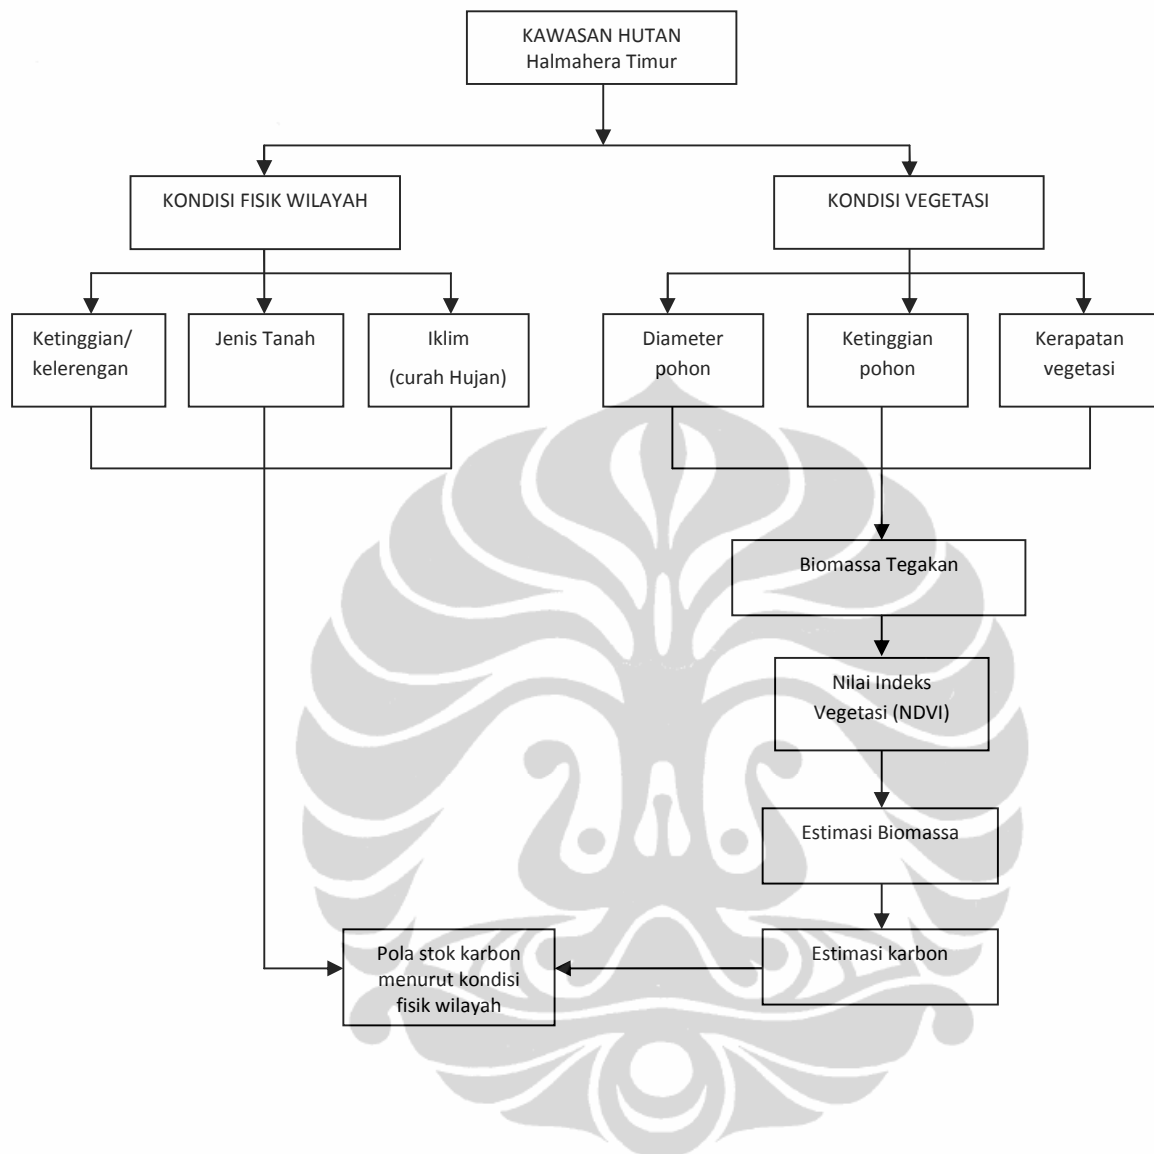 KAWASAN HUTAN
Halmahera Timur
KONDISI FISIK WILAYAH
KONDISI VEGETASI
Ketinggian/
kelerengan
Jenis Tanah
Iklim
(curah Hujan)
Diameter
pohon
Ketinggian
pohon
Kerapatan
vegetasi
Biomassa Tegakan
Nilai Indeks
Vegetasi (NDVI)
Estimasi Biomassa
Pola stok karbon
menurut kondisi
fisik wilayah
Estimasi karbon